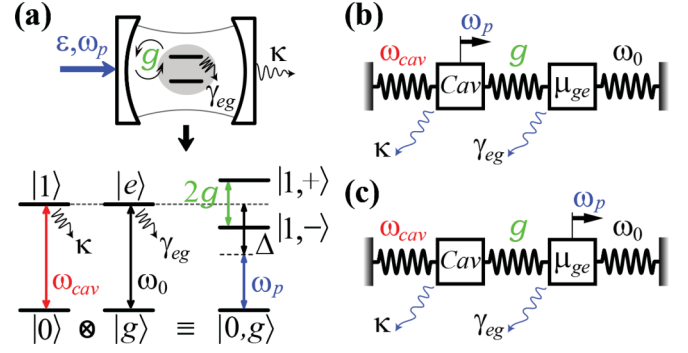 (a)
ε,ω_p
g
κ
γ_eg
|1⟩
|e⟩
2g
|1,+⟩
|1,−⟩
κ
γ_eg
Δ
ω_cav
ω_0
ω_p
|0⟩ ⊗ |g⟩ ≡ |0,g⟩
(b)
ω_p
ω_cav
g
ω_0
Cav
μ_ge
κ
γ_eg
(c)
ω_p
ω_cav
g
ω_0
Cav
μ_ge
κ
γ_eg